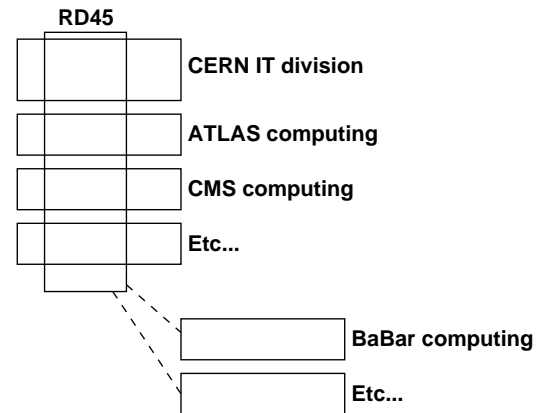 RD45
CERN IT division
ATLAS computing
CMS computing
Etc...
BaBar computing
Etc...